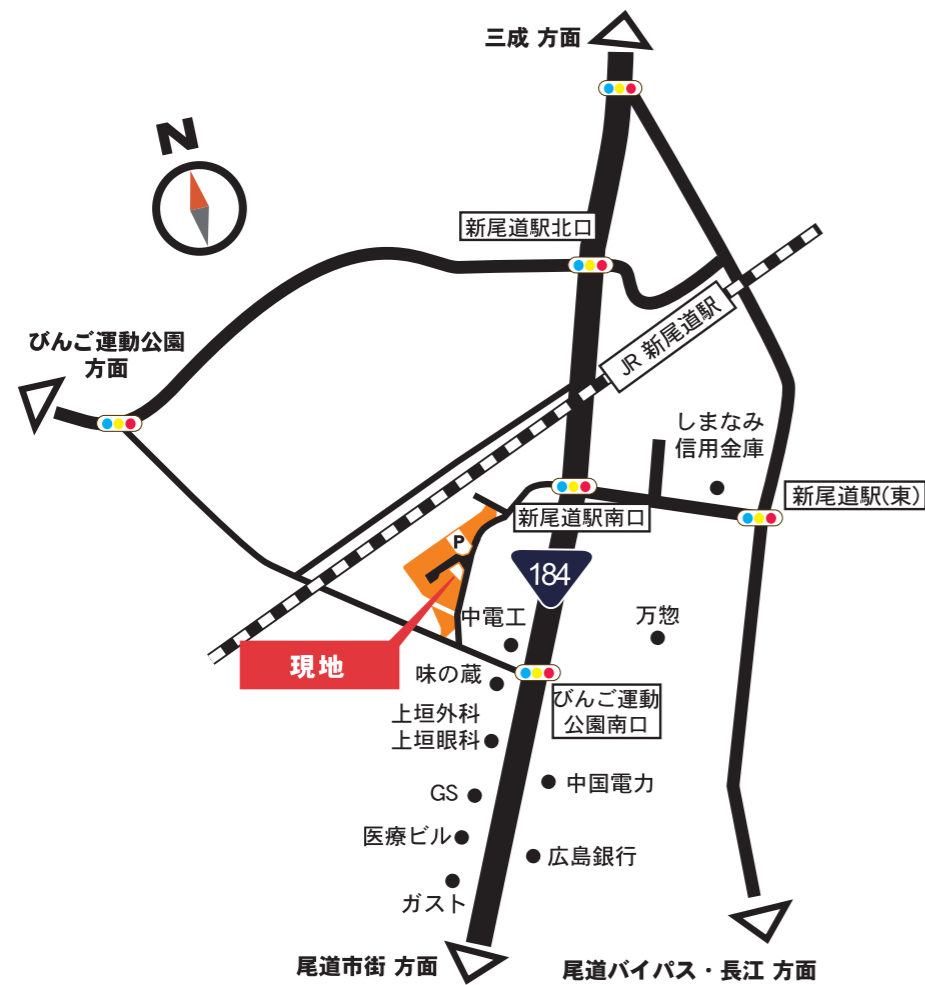 三成 方面
N
新尾道駅北口
びんご運動公園
方面
JR 新尾道駅
しまなみ
信用金庫
新尾道駅(東)
新尾道駅南口
P
184
中電工
万惣
現地
味の蔵
びんご運動
公園南口
上垣外科
上垣眼科
中国電力
GS
医療ビル
広島銀行
ガスト
尾道市街 方面
尾道バイパス・長江 方面